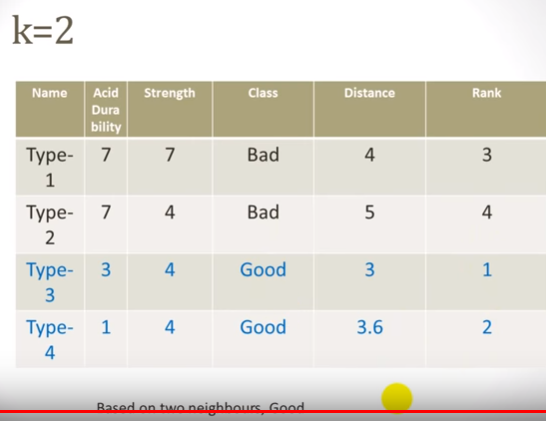 k=2
Name Acid Dura bility Strength Class Distance Rank
Type-1 7 7 Bad 4 3
Type-2 7 4 Bad 5 4
Type-3 3 4 Good 3 1
Type-4 1 4 Good 3.6 2
Based on two neighbours, Good